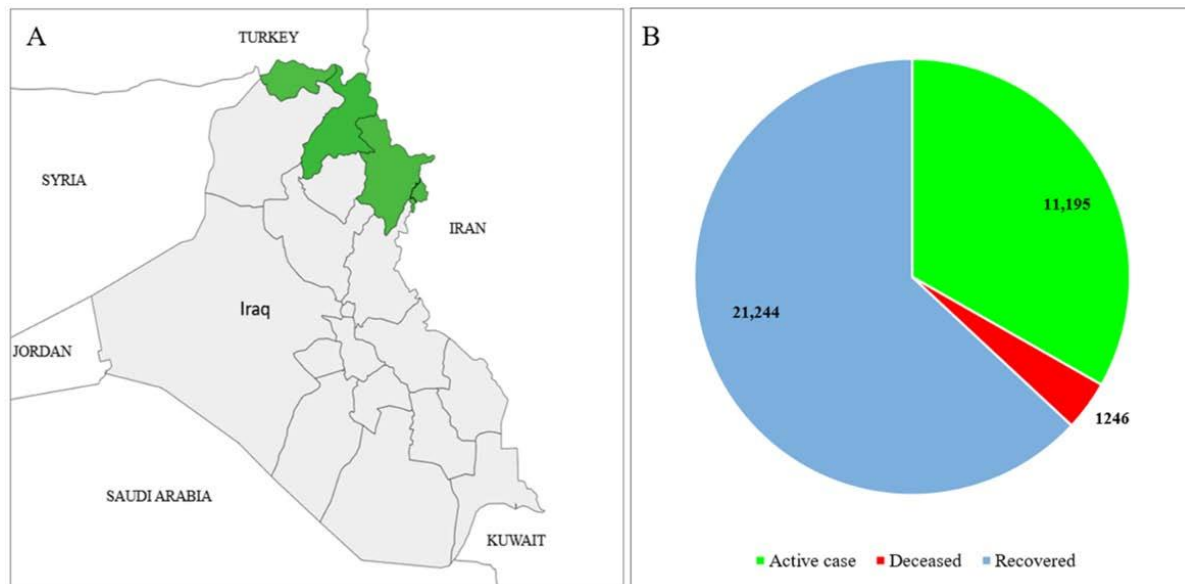 A
TURKEY
SYRIA
IRAN
Iraq
JORDAN
SAUDI ARABIA
KUWAIT
B
11,195
21,244
1246
Active case Deceased Recovered